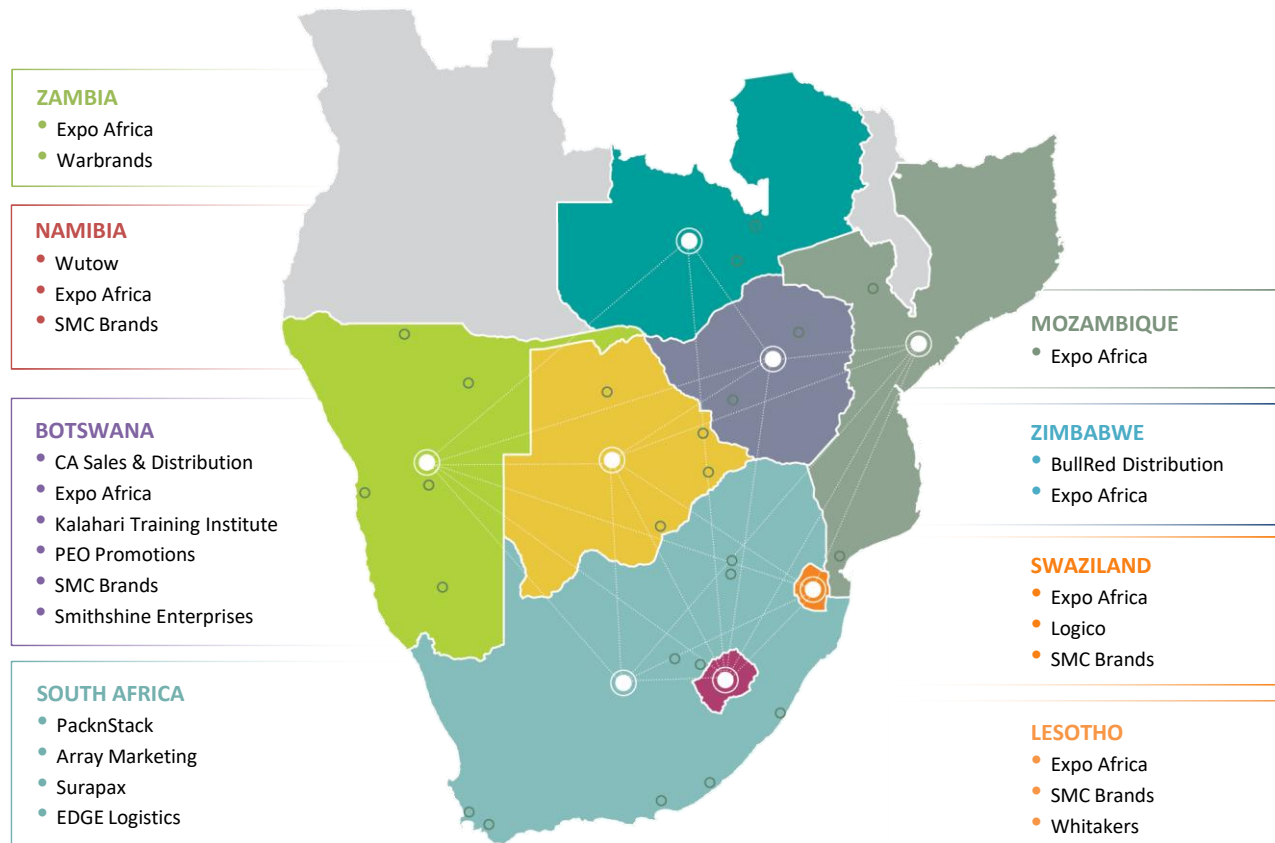 ZAMBIA
• Expo Africa
• Warbrands
NAMIBIA
• Wutow
• Expo Africa
• SMC Brands
BOTSWANA
• CA Sales & Distribution
• Expo Africa
• Kalahari Training Institute
• PEO Promotions
• SMC Brands
• Smithshine Enterprises
SOUTH AFRICA
• PacknStack
• Array Marketing
• Surapax
• EDGE Logistics
MOZAMBIQUE
• Expo Africa
ZIMBABWE
• BullRed Distribution
• Expo Africa
SWAZILAND
• Expo Africa
• Logico
• SMC Brands
LESOTHO
• Expo Africa
• SMC Brands
• Whitakers